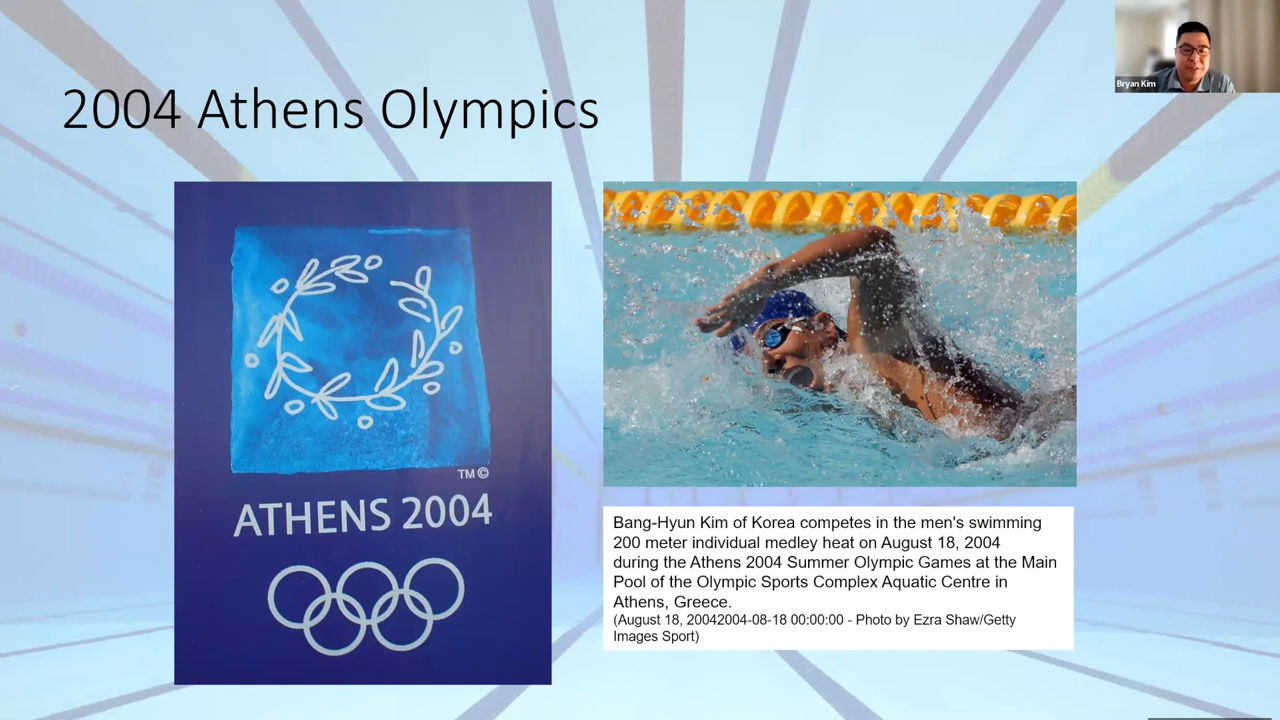 2004 Athens Olympics
Bryan Kim
TM©
ATHENS 2004
Bang-Hyun Kim of Korea competes in the men's swimming
200 meter individual medley heat on August 18, 2004
during the Athens 2004 Summer Olympic Games at the Main
Pool of the Olympic Sports Complex Aquatic Centre in
Athens, Greece.
(August 18, 20042004-08-18 00:00:00 - Photo by Ezra Shaw/Getty
Images Sport)